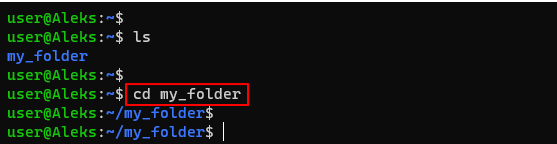 user@Aleks:~$
user@Aleks:~$ ls
my_folder
user@Aleks:~$
user@Aleks:~$ cd my_folder
user@Aleks:~/my_folder$
user@Aleks:~/my_folder$